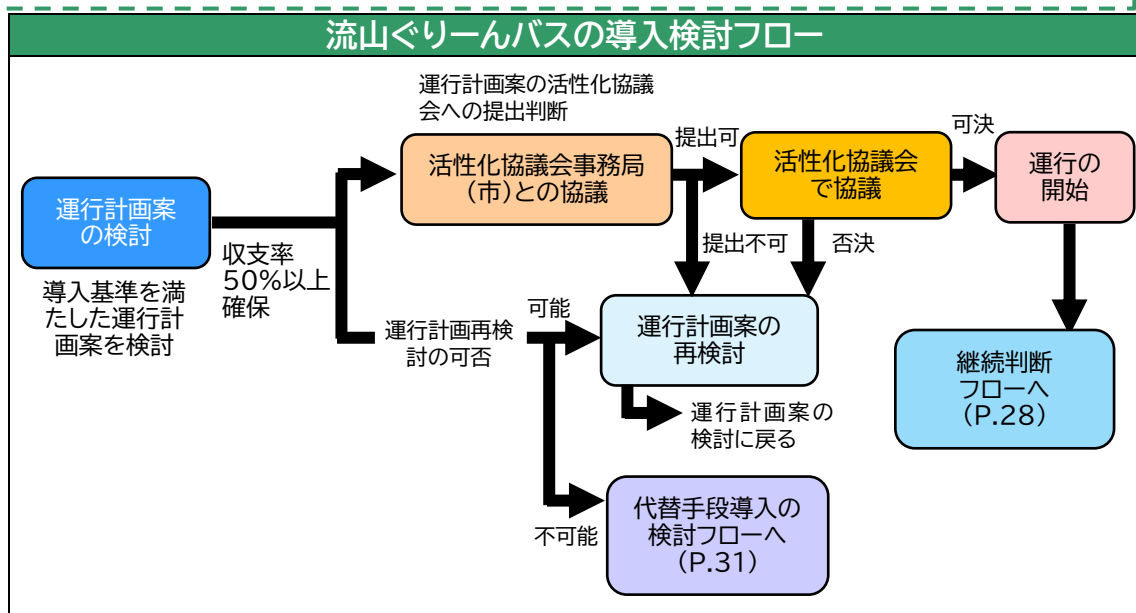 流山ぐりーんバスの導入検討フロー
運行計画案の活性化協議
会への提出判断
運行計画案
の検討
導入基準を満
たした運行計
画案を検討
収支率
50%以上
確保
活性化協議会事務局
(市)との協議
提出可
提出不可
活性化協議会
で協議
可決
否決
運行の
開始
継続判断
フローへ
(P.28)
運行計画再検
討の可否
可能
不可能
運行計画案の
再検討
運行計画案の
検討に戻る
代替手段導入の
検討フローへ
(P.31)